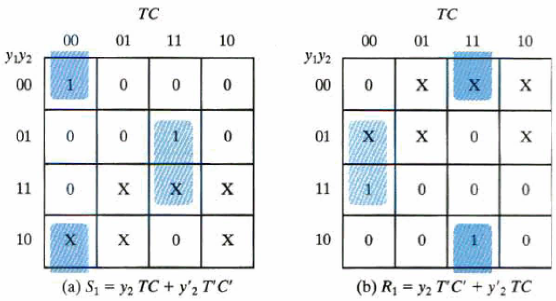 TC TC
00 01 11 10 00 01 11 10
y₁y₂ y₁y₂
00 1 0 0 0 00 0 X X X
01 0 0 1 0 01 X X 0 X
11 0 X X X 11 1 0 0 0
10 X X 0 X 10 0 0 1 0
(a) S₁ = y₂ TC + y'₂ T'C' (b) R₁ = y₂ T'C' + y'₂ TC